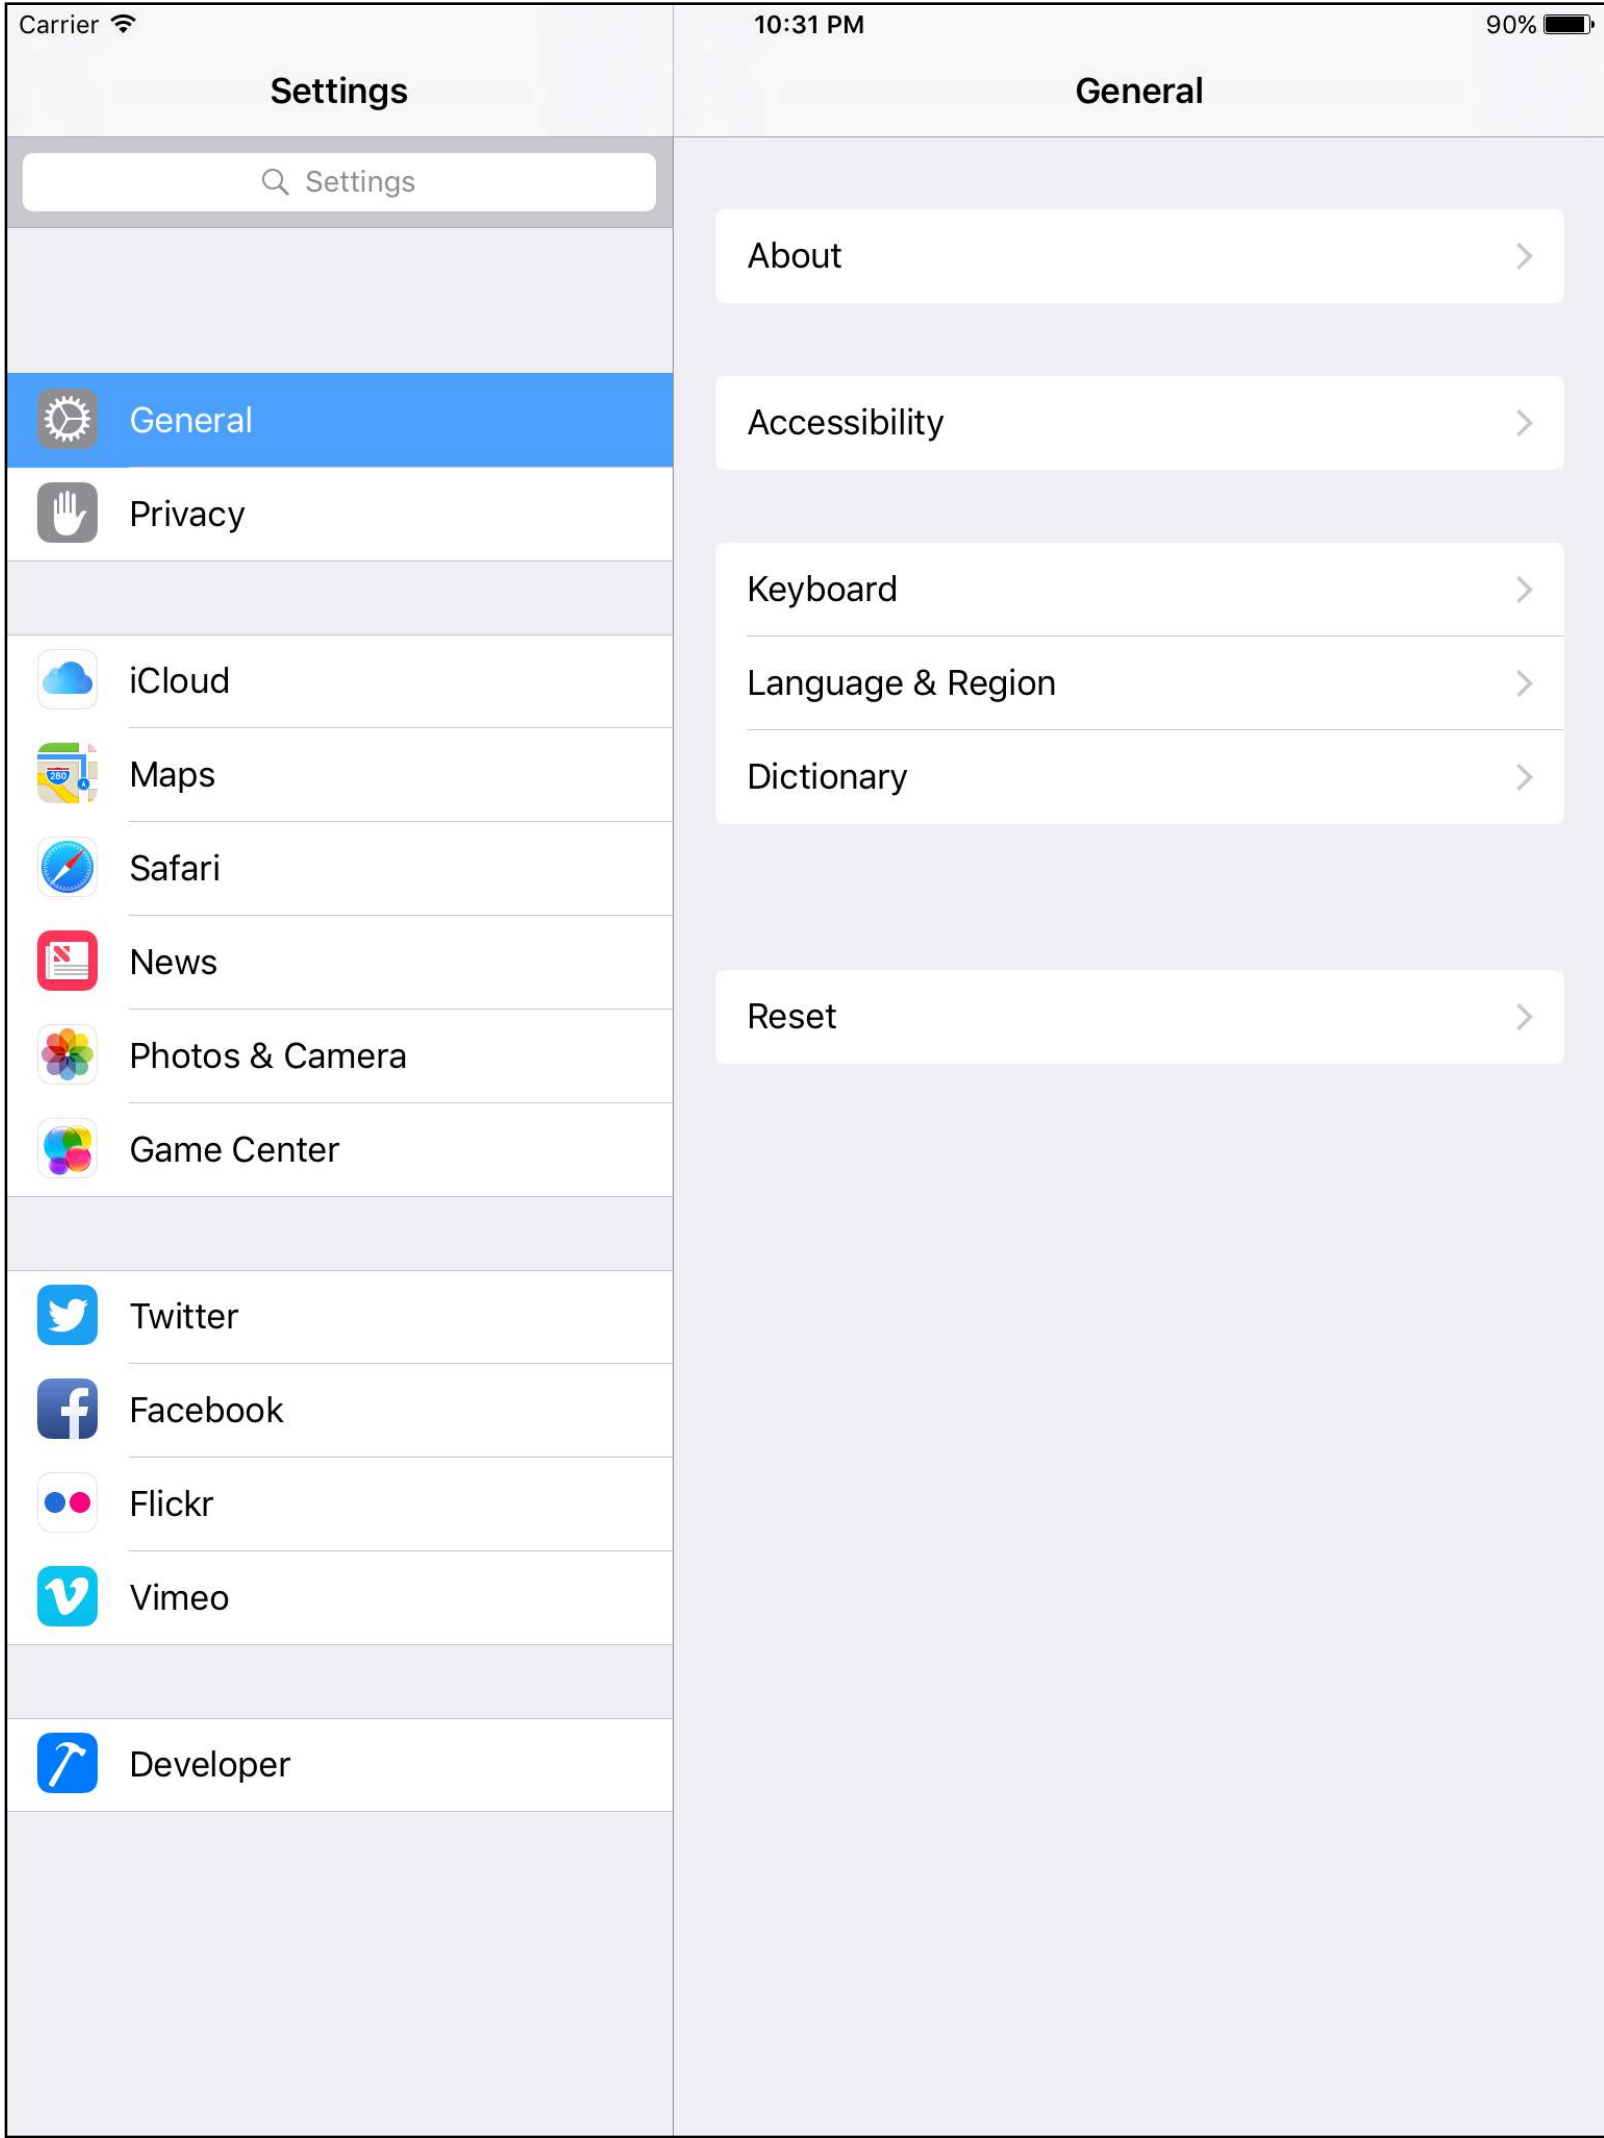 Carrier
10:31 PM
90%
Settings
General
Settings
General
Privacy
iCloud
280
Maps
Safari
News
Photos & Camera
Game Center
Twitter
Facebook
Flickr
Vimeo
Developer
About
Accessibility
Keyboard
Language & Region
Dictionary
Reset